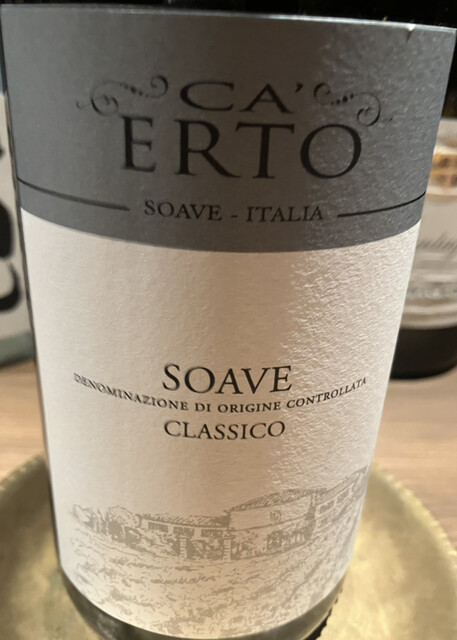 CA'
ERTO
SOAVE - ITALIA
SOAVE
DENOMINAZIONE DI ORIGINE CONTROLLATA
CLASSICO